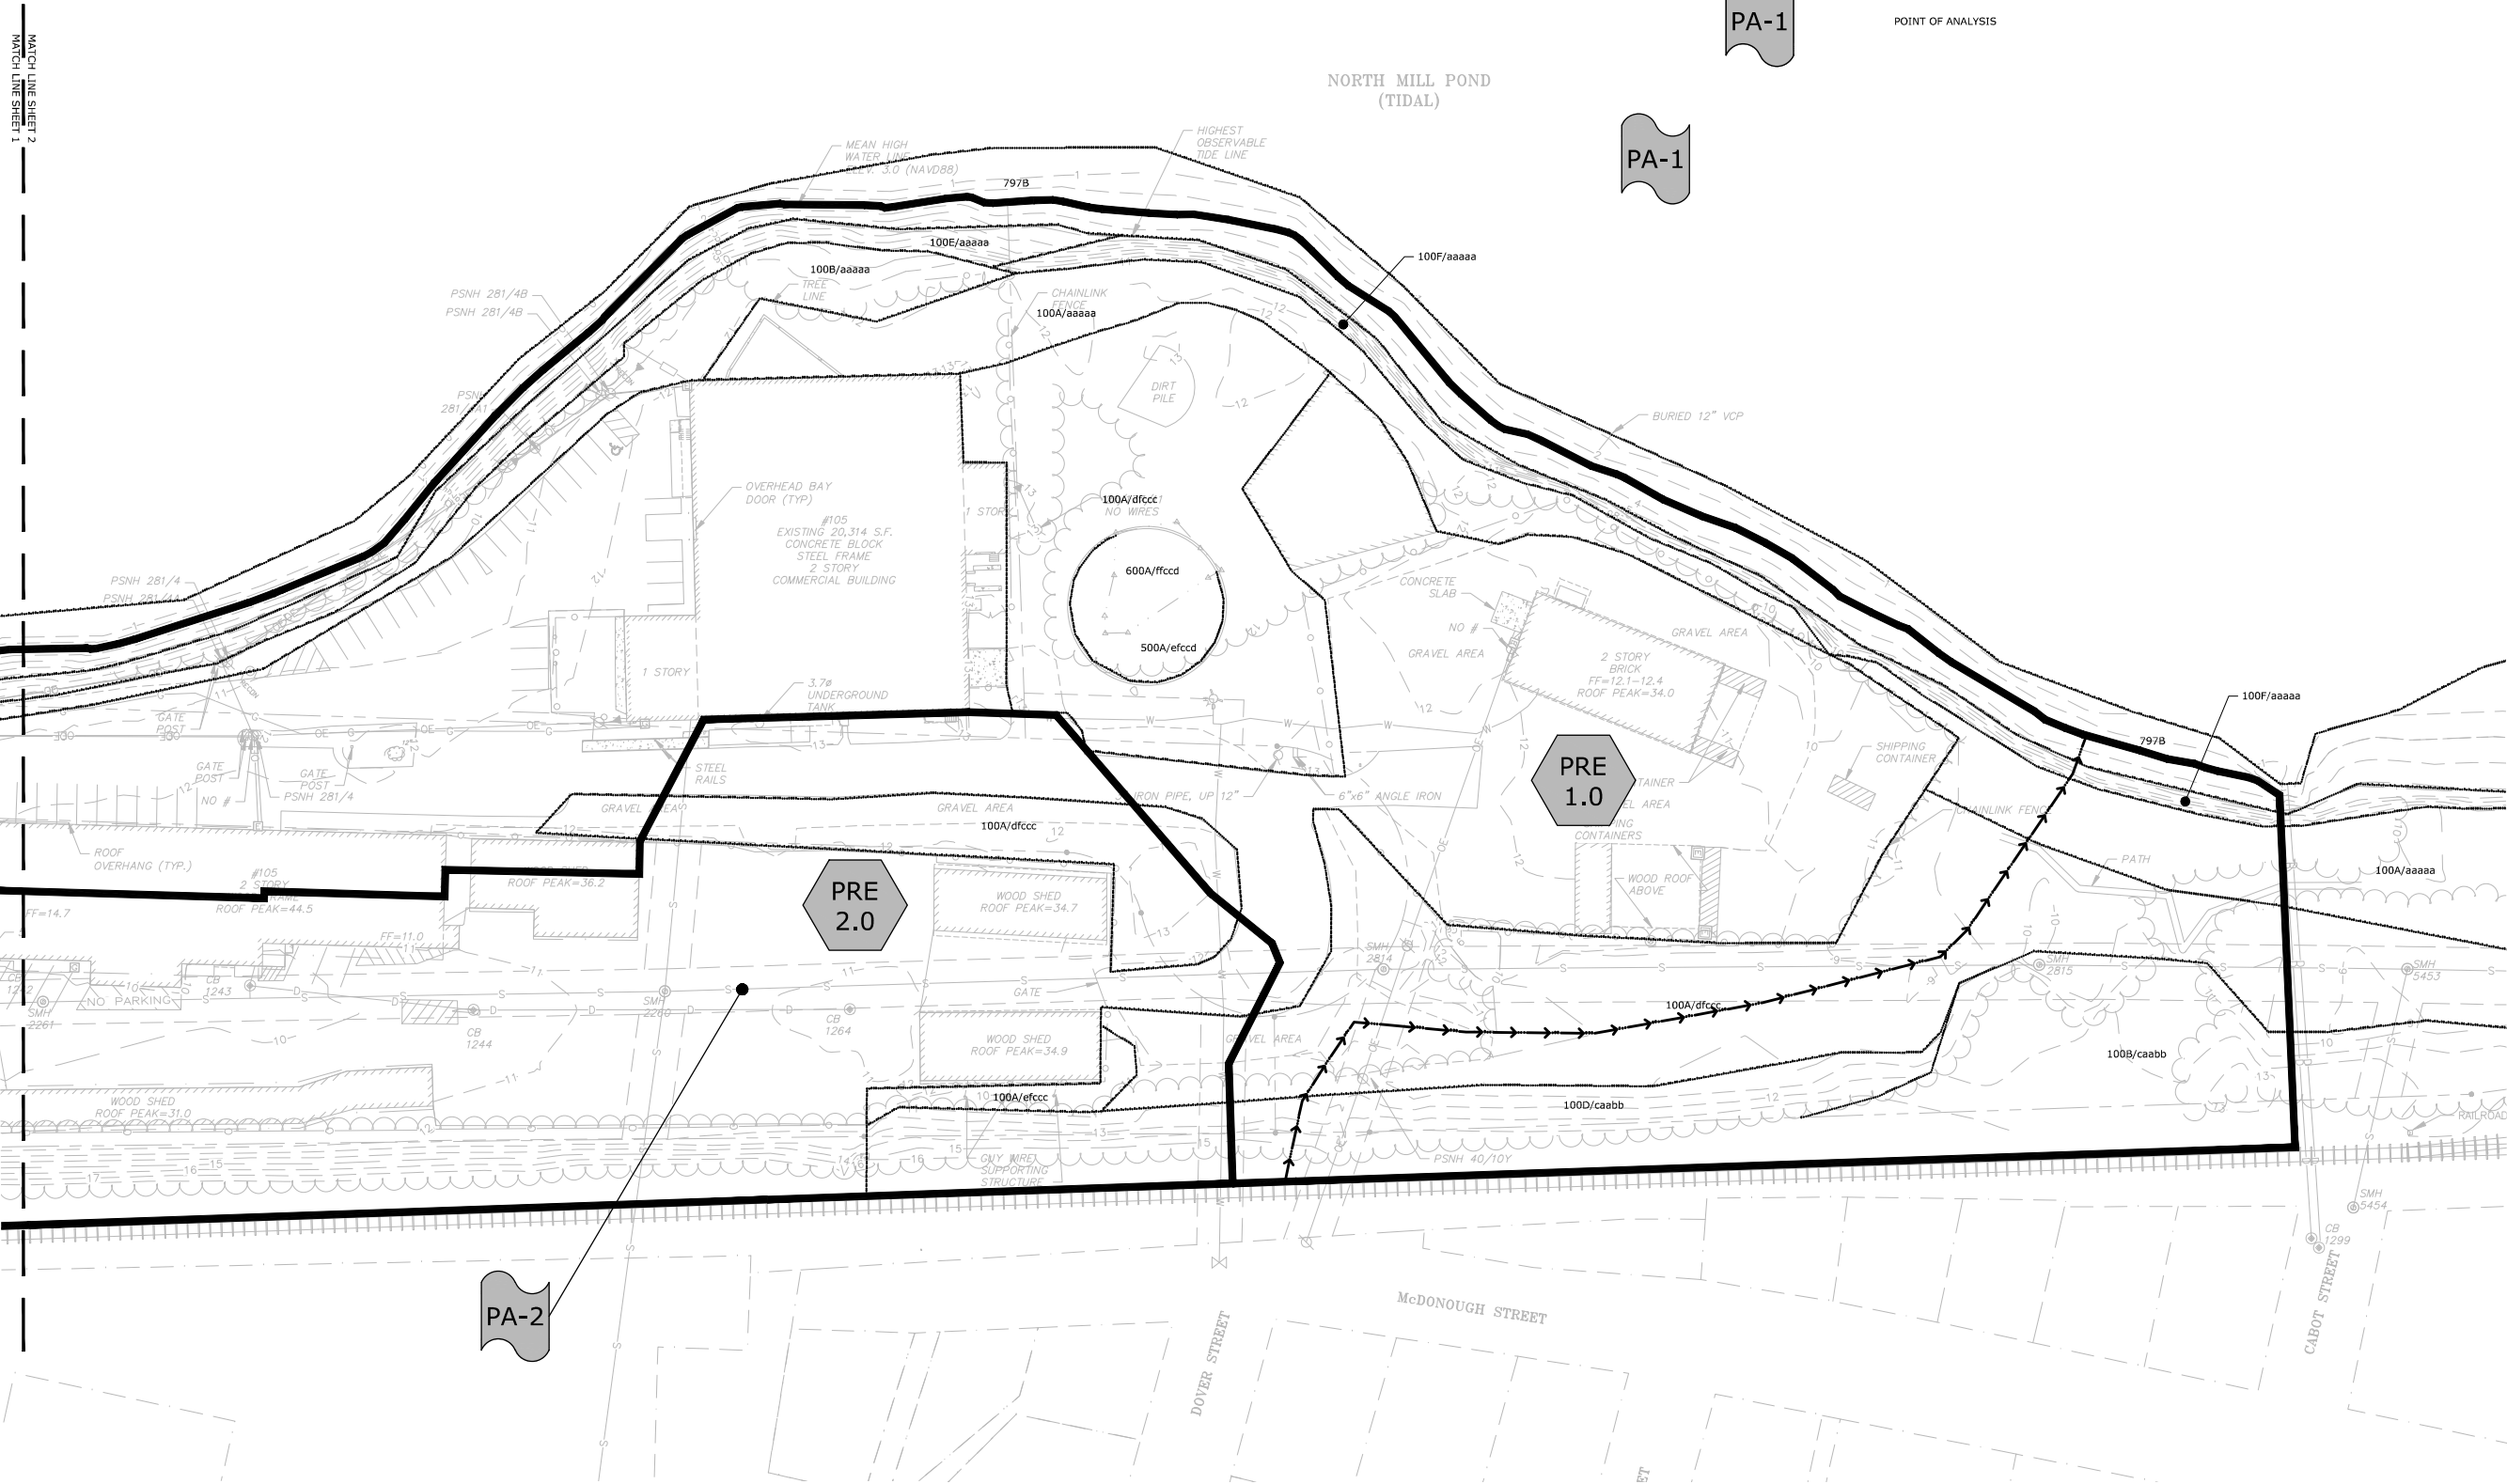 MATCH LINE SHEET 2
MATCH LINE SHEET 1
PA-1
POINT OF ANALYSIS
NORTH MILL POND
(TIDAL)
PA-1
MEAN HIGH
WATER LINE
ELEV. 3.0 (NAVD88)
HIGHEST
OBSERVABLE
TIDE LINE
797B
100E/aaaaa
100B/aaaaa
100F/aaaaa
TREE
LINE
PSNH 281/4B
PSNH 281/4B
CHAINLINK
FENCE
100A/aaaaa
DIRT
PILE
BURIED 12" VCP
OVERHEAD BAY
DOOR (TYP)
#105
EXISTING 20,314 S.F.
CONCRETE BLOCK
STEEL FRAME
2 STORY
COMMERCIAL BUILDING
1 STORY
100A/dfccc
NO WIRES
600A/ffccd
500A/efccd
PSNH 281/4
PSNH 281/4A
CONCRETE
SLAB
NO #
GRAVEL AREA
GRAVEL AREA
2 STORY
BRICK
FF=12.1-12.4
ROOF PEAK=34.0
1 STORY
3.7ø
UNDERGROUND
TANK
GATE
POST
100F/aaaaa
797B
GATE
POST
GATE
POST
NO #
PSNH 281/4
STEEL
RAILS
SHIPPING
CONTAINER
PRE
1.0
GRAVEL AREA
GRAVEL AREA
IRON PIPE, UP 12"
6"x6" ANGLE IRON
CONTAINERS
CHAINLINK FENCE
100A/dfccc
ROOF
OVERHANG (TYP.)
#105
2 STORY
ROOF PEAK=44.5
FF=14.7
FF=11.0
ROOF PEAK=36.2
PRE
2.0
WOOD SHED
ROOF PEAK=34.7
WOOD ROOF
ABOVE
PATH
100A/aaaaa
SMH
2814
SMH
2815
SMH
5453
CB
1242
CB
1243
NO PARKING
SMH
2261
SMH
2260
GATE
CB
1244
CB
1264
100A/dfccc
WOOD SHED
ROOF PEAK=34.9
GRAVEL AREA
100B/caabb
WOOD SHED
ROOF PEAK=31.0
100A/efccc
100D/caabb
RAILROAD
GUY WIRE
SUPPORTING
STRUCTURE
PSNH 40/10Y
SMH
5454
CB
1299
PA-2
McDONOUGH STREET
DOVER STREET
CABOT STREET